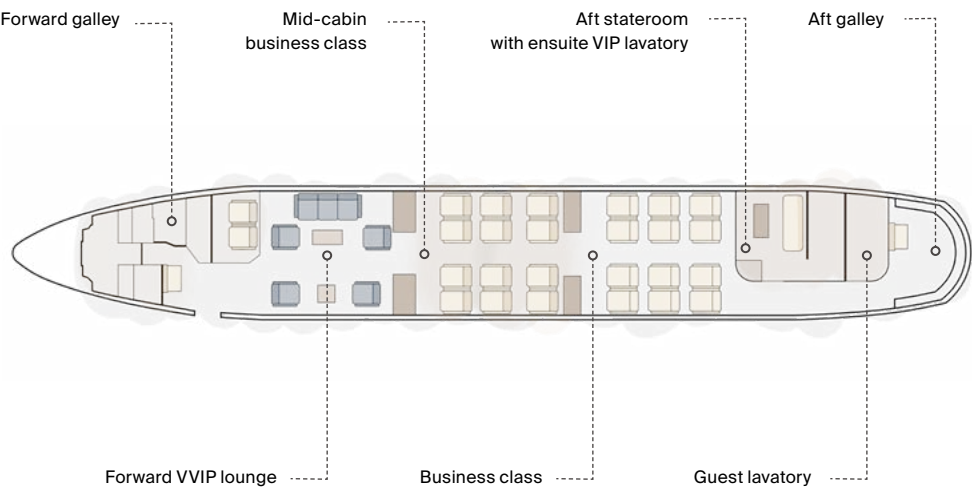 Forward galley
Mid-cabin
business class
Aft stateroom
with ensuite VIP lavatory
Aft galley
Forward VVIP lounge
Business class
Guest lavatory